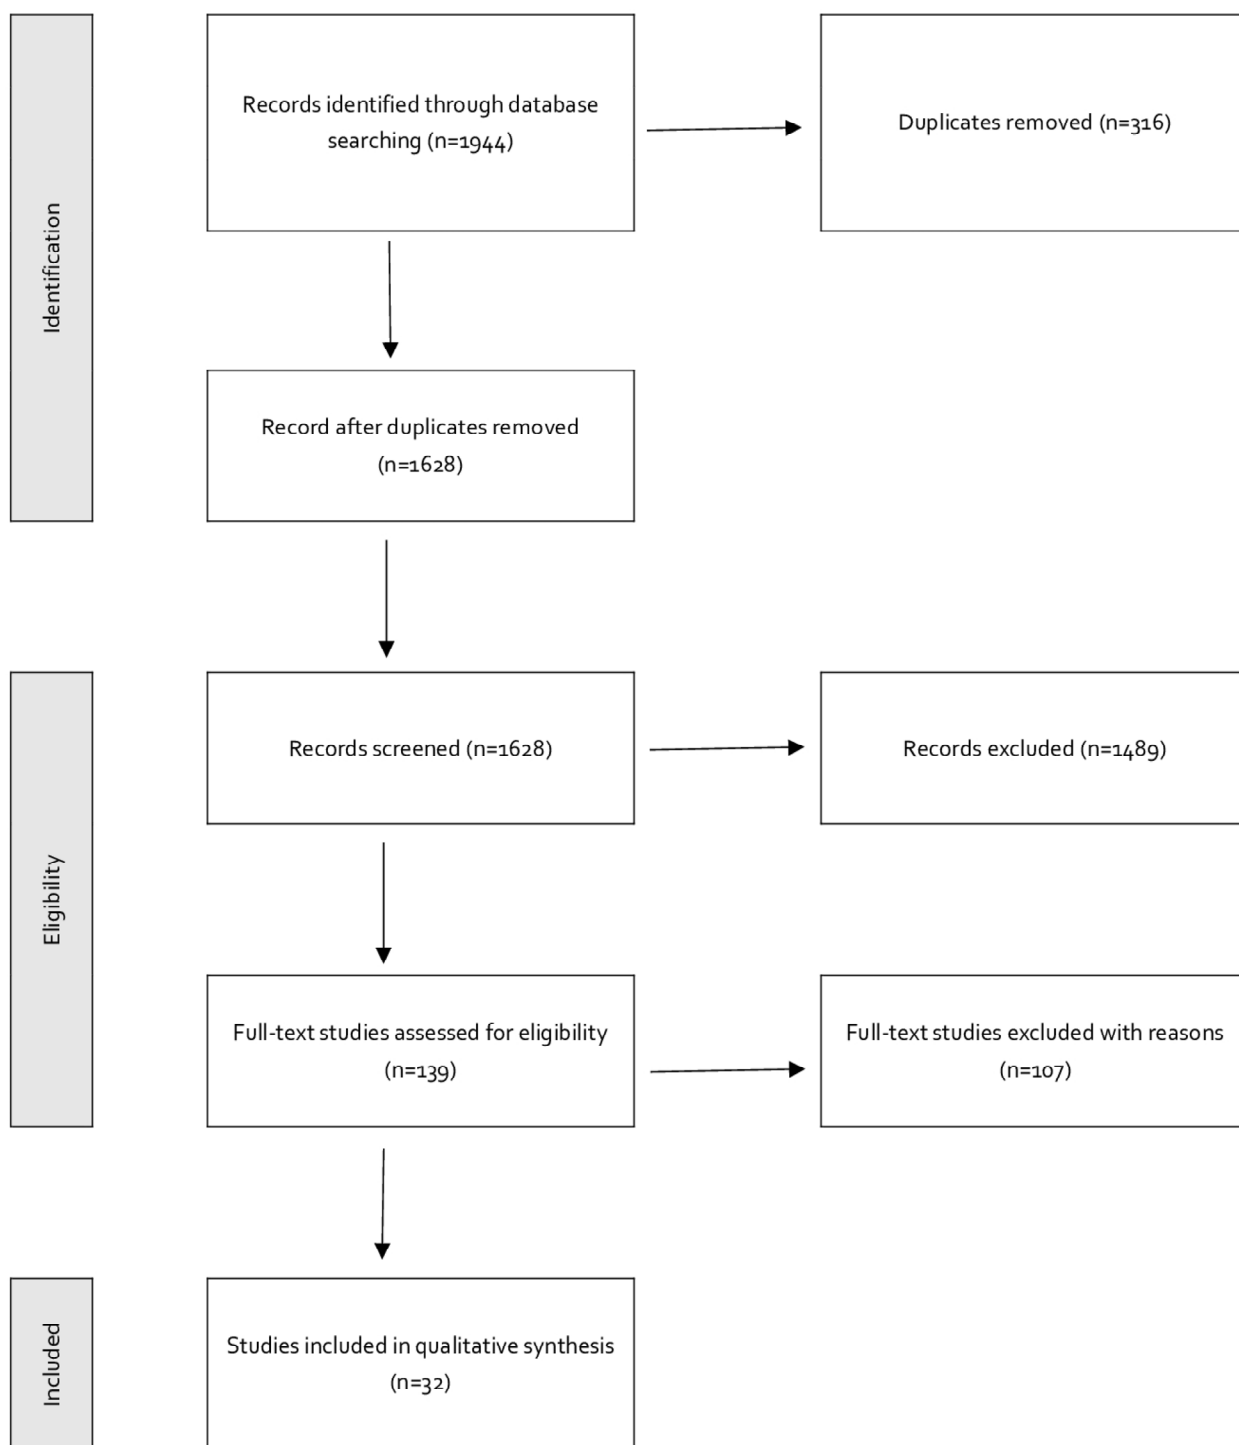 Identification
Records identified through database
searching (n=1944)
Duplicates removed (n=316)
Record after duplicates removed
(n=1628)
Eligibility
Records screened (n=1628)
Records excluded (n=1489)
Full-text studies assessed for eligibility
(n=139)
Full-text studies excluded with reasons
(n=107)
Included
Studies included in qualitative synthesis
(n=32)